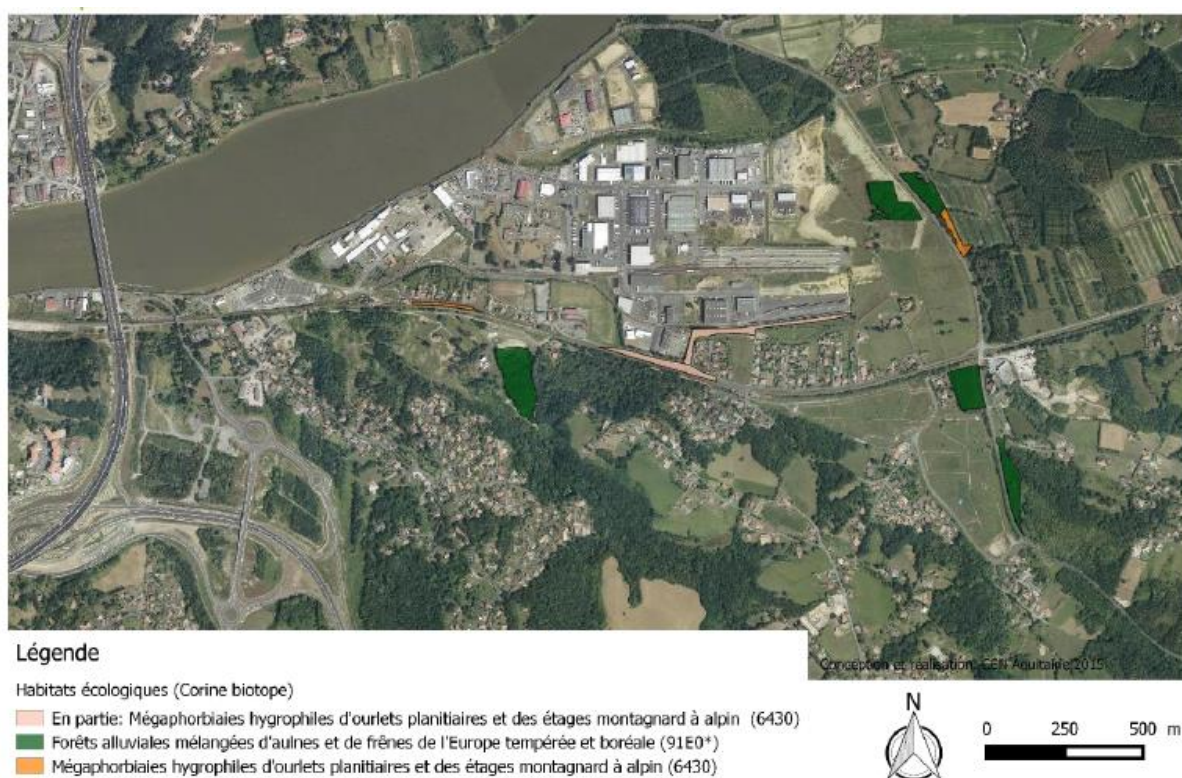 Conception et réalisation, CEN Aquitaine 2015
Légende
Habitats écologiques (Corine biotope)
En partie: Mégaphorbiaies hygrophiles d'ourlets planitiaires et des étages montagnard à alpin (6430)
Forêts alluviales mélangées d'aulnes et de frênes de l'Europe tempérée et boréale (91E0*)
Mégaphorbiaies hygrophiles d'ourlets planitiaires et des étages montagnard à alpin (6430)
N
0 250 500 m